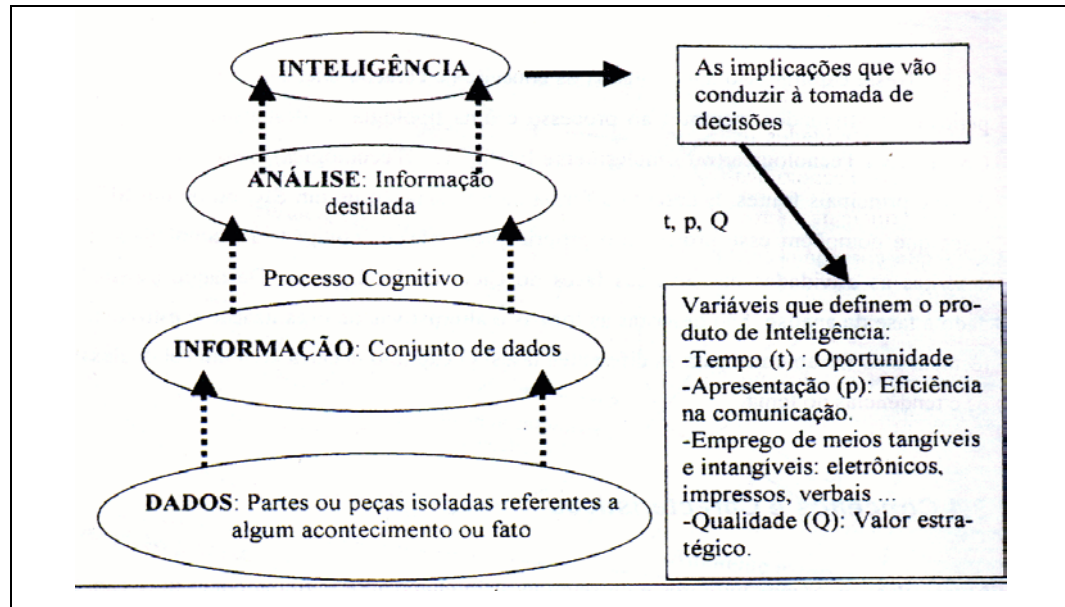 INTELIGÊNCIA
As implicações que vão
conduzir à tomada de
decisões
ANÁLISE: Informação
destilada
t, p, Q
Processo Cognitivo
INFORMAÇÃO: Conjunto de dados
Variáveis que definem o pro-
duto de Inteligência:
-Tempo (t) : Oportunidade
-Apresentação (p): Eficiência
na comunicação.
-Emprego de meios tangíveis
e intangíveis: eletrônicos,
impressos, verbais ...
-Qualidade (Q): Valor estra-
tégico.
DADOS: Partes ou peças isoladas referentes a
algum acontecimento ou fato